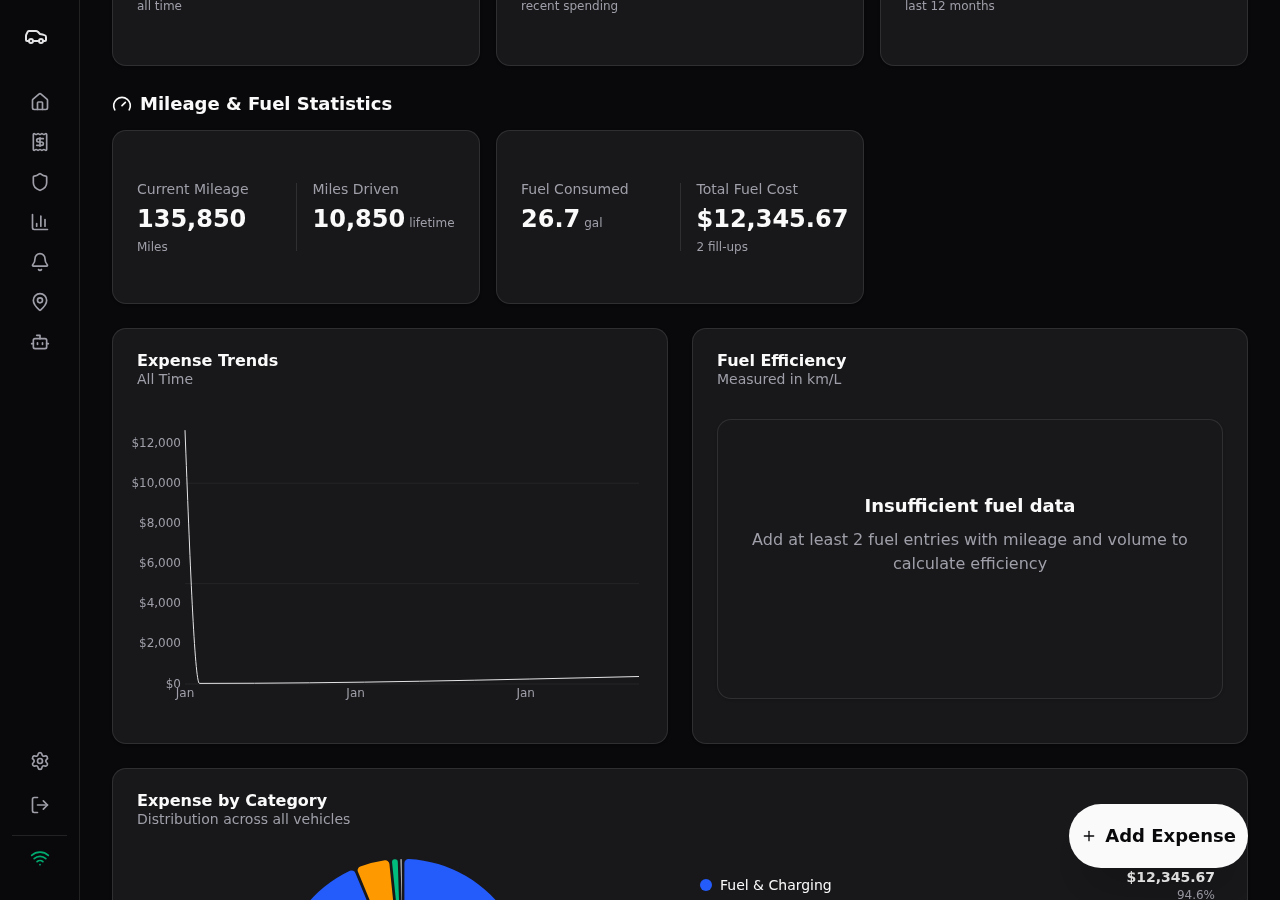 all time
recent spending
last 12 months
Mileage & Fuel Statistics
Current Mileage
135,850
Miles
Miles Driven
10,850 lifetime
Fuel Consumed
26.7 gal
Total Fuel Cost
$12,345.67
2 fill-ups
Expense Trends
All Time
$12,000
$10,000
$8,000
$6,000
$4,000
$2,000
$0
Jan
Jan
Jan
Fuel Efficiency
Measured in km/L
Insufficient fuel data
Add at least 2 fuel entries with mileage and volume to
calculate efficiency
Expense by Category
Distribution across all vehicles
+ Add Expense
Fuel & Charging
$12,345.67
94.6%